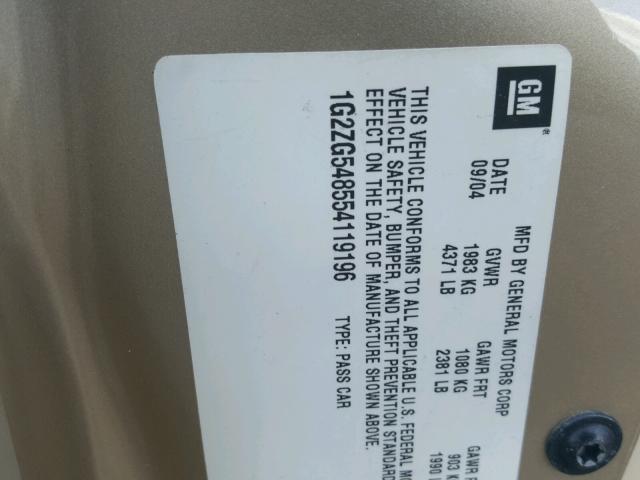 GM
®
MFD BY GENERAL MOTORS CORP
DATE GVWR GAWR FRT GAWR
09/04 1983 KG 1080 KG 903
4371 LB 2381 LB 1990
THIS VEHICLE CONFORMS TO ALL APPLICABLE U.S. FEDERAL
VEHICLE SAFETY, BUMPER, AND THEFT PREVENTION STANDARD
EFFECT ON THE DATE OF MANUFACTURE SHOWN ABOVE.
1G2ZG548554119196 TYPE: PASS CAR